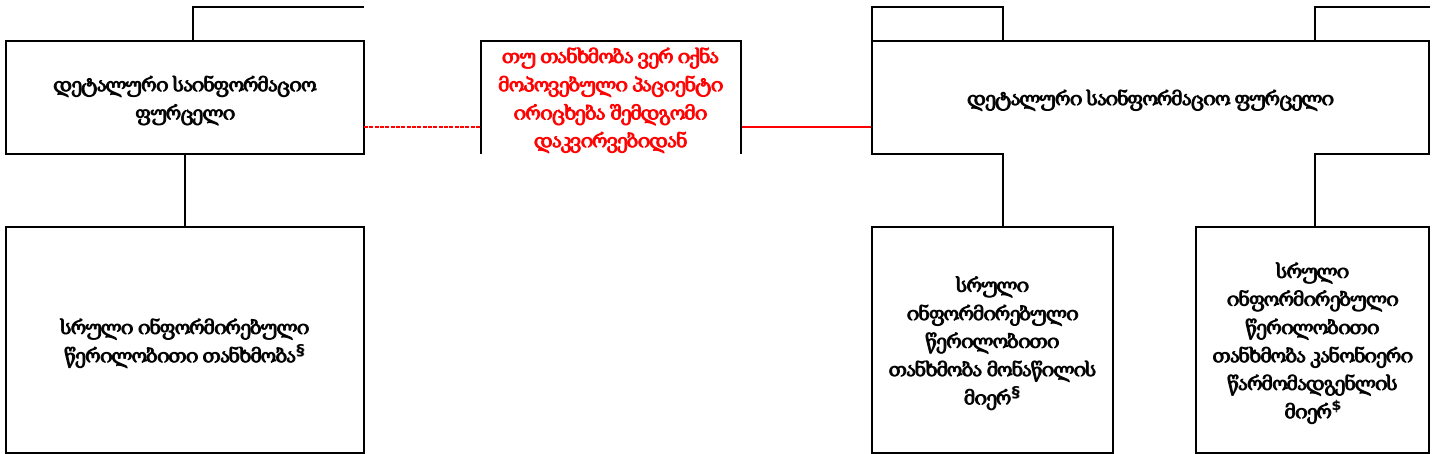 დეტალური საინფორმაციო
ფურცელი
თუ თანხმობა ვერ იქნა
მოპოვებული პაციენტი
ირიცხება შემდგომი
დაკვირვებიდან
დეტალური საინფორმაციო ფურცელი
სრული ინფორმირებული
წერილობითი თანხმობა§
სრული
ინფორმირებული
წერილობითი
თანხმობა მონაწილის
მიერ§
სრული
ინფორმირებული
წერილობითი
თანხმობა კანონიერი
წარმომადგენლის
მიერ$